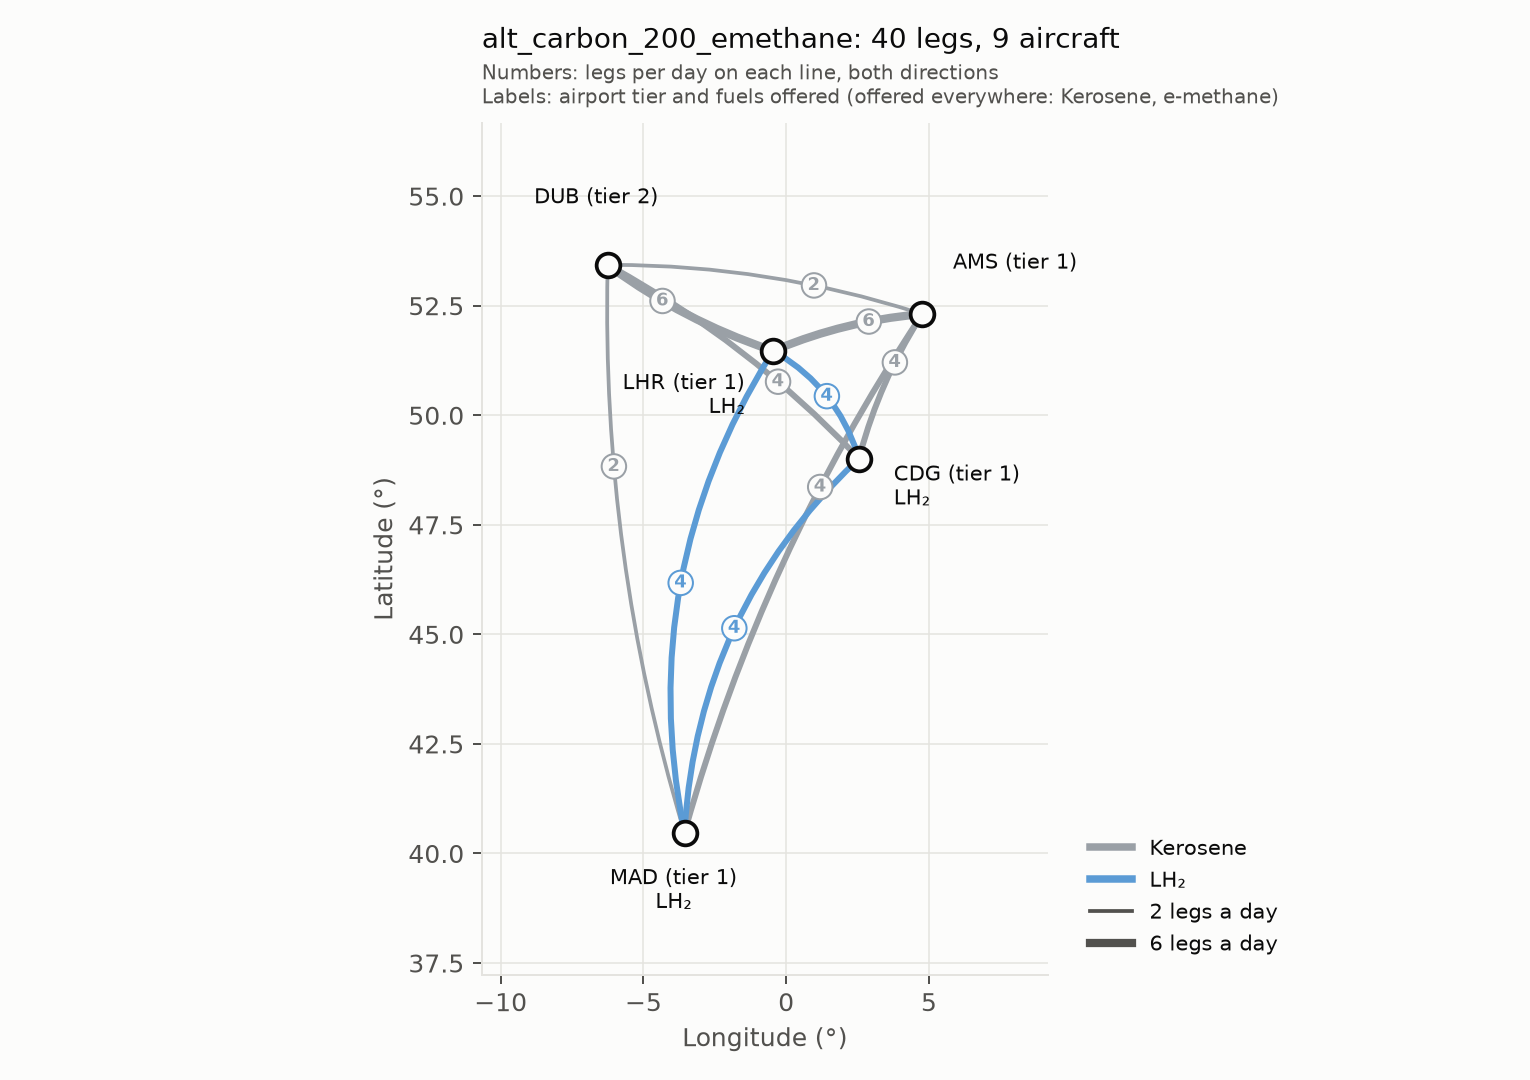 alt_carbon_200_emethane: 40 legs, 9 aircraft
Numbers: legs per day on each line, both directions
Labels: airport tier and fuels offered (offered everywhere: Kerosene, e-methane)
55.0
52.5
50.0
47.5
45.0
42.5
40.0
37.5
Latitude (°)
DUB (tier 2)
AMS (tier 1)
2
6
6
4
4
4
LHR (tier 1)
LH₂
2
4
CDG (tier 1)
LH₂
4
4
MAD (tier 1)
LH₂
Kerosene
LH₂
2 legs a day
6 legs a day
−10
−5
0
5
Longitude (°)